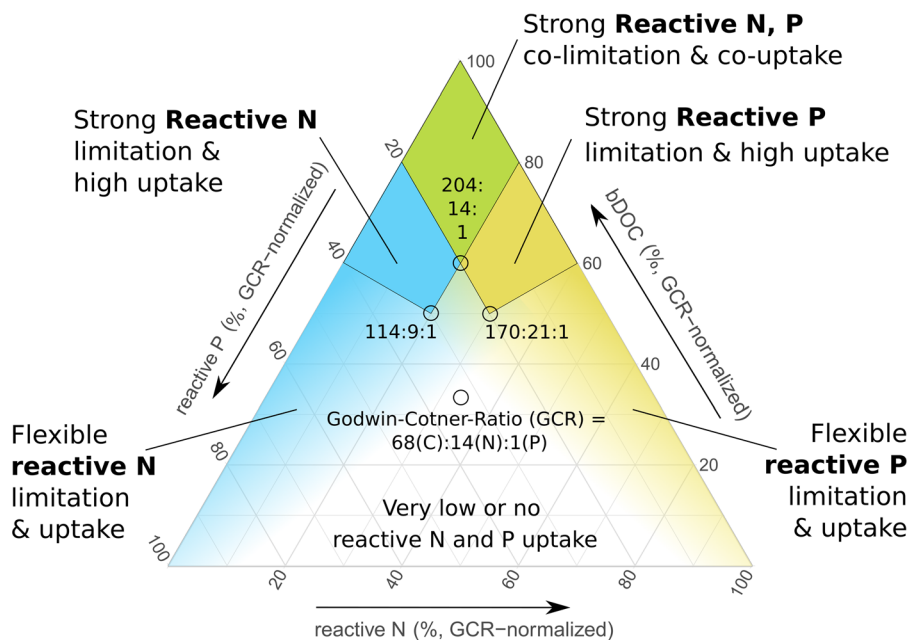 Strong Reactive N, P
co-limitation & co-uptake
100
Strong Reactive N
limitation &
high uptake
Strong Reactive P
limitation & high uptake
20
80
204:
14:
1
reactive P (%, GCR−normalized)
bDOC (%, GCR−normalized)
40
60
114:9:1
170:21:1
60
40
Godwin-Cotner-Ratio (GCR) =
68(C):14(N):1(P)
Flexible
reactive N
limitation
& uptake
Flexible
reactive P
limitation
& uptake
80
20
Very low or no
reactive N and P uptake
100
20
40
60
80
100
reactive N (%, GCR−normalized)